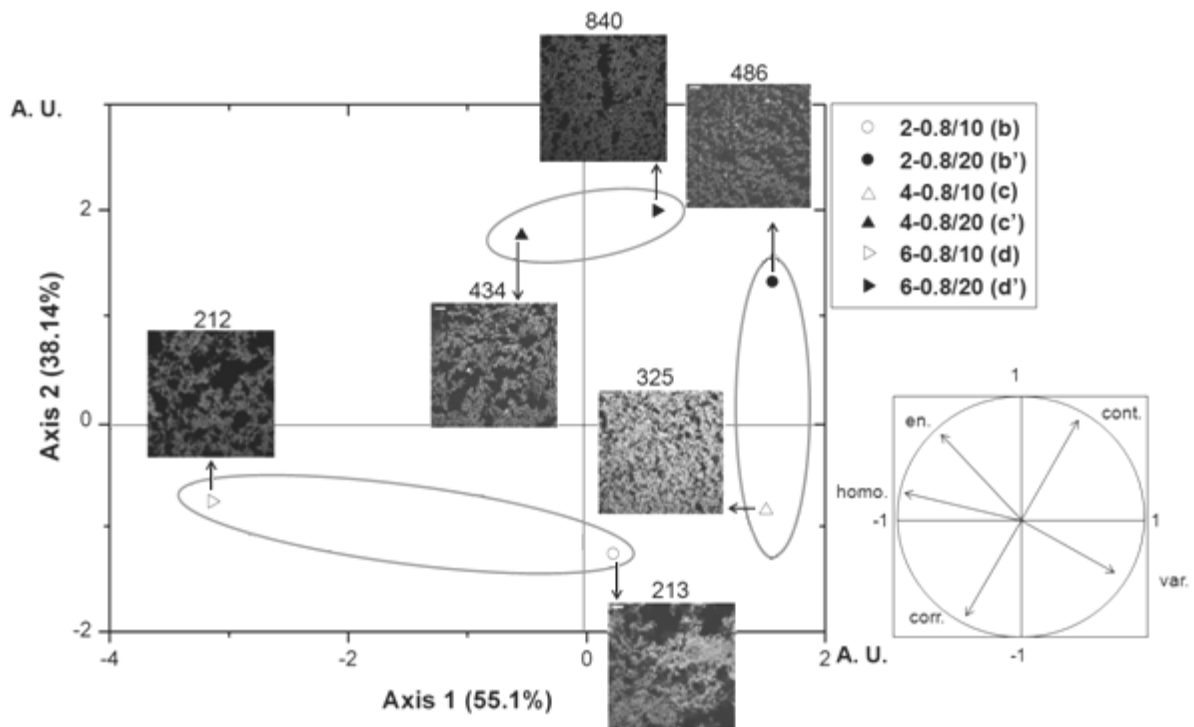 840
486
A. U.
2-0.8/10 (b)
2-0.8/20 (b')
4-0.8/10 (c)
4-0.8/20 (c')
6-0.8/10 (d)
6-0.8/20 (d')
2
434
212
325
Axis 2 (38.14%)
0
1
en.
cont.
homo.
-1
1
var.
corr.
-1
213
-2
-4
-2
0
2
A. U.
Axis 1 (55.1%)